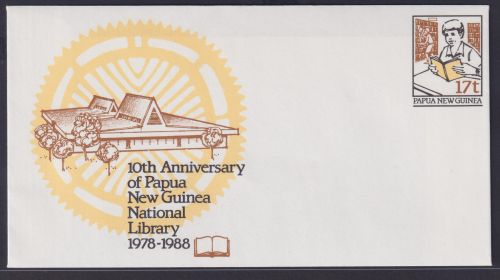 17t
PAPUA NEW GUINEA
10th Anniversary
of Papua
New Guinea
National
Library
1978-1988